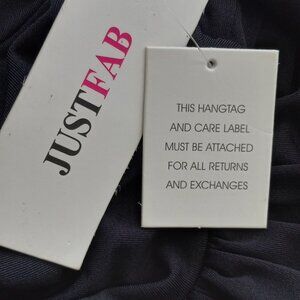 JUSTFAB
THIS HANGTAG
AND CARE LABEL
MUST BE ATTACHED
FOR ALL RETURNS
AND EXCHANGES